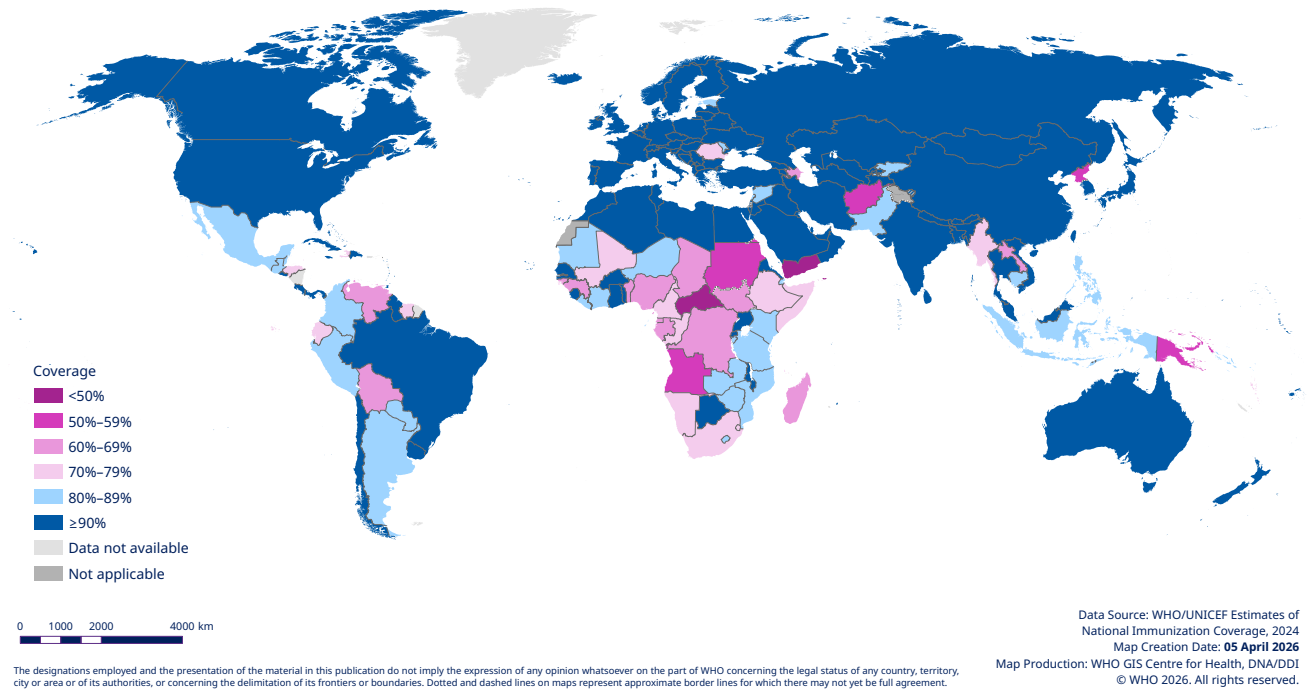 Coverage
<50%
50%–59%
60%–69%
70%–79%
80%–89%
≥90%
Data not available
Not applicable
0 1000 2000 4000 km
Data Source: WHO/UNICEF Estimates of
National Immunization Coverage, 2024
Map Creation Date: 05 April 2026
Map Production: WHO GIS Centre for Health, DNA/DDI
© WHO 2026. All rights reserved.
The designations employed and the presentation of the material in this publication do not imply the expression of any opinion whatsoever on the part of WHO concerning the legal status of any country, territory,
city or area or of its authorities, or concerning the delimitation of its frontiers or boundaries. Dotted and dashed lines on maps represent approximate border lines for which there may not yet be full agreement.